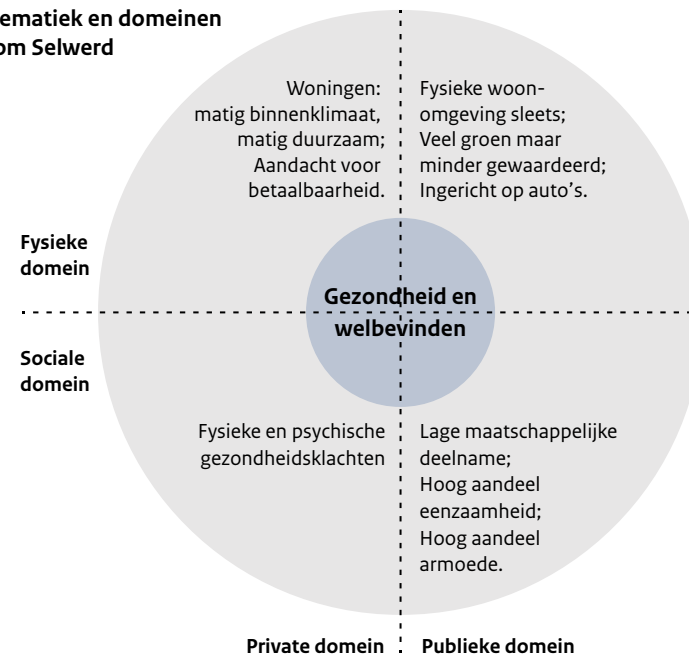 ematiek en domeinen
om Selwerd
Woningen:
matig binnenklimaat,
matig duurzaam;
Aandacht voor
betaalbaarheid.
Fysieke woon-
omgeving sleets;
Veel groen maar
minder gewaardeerd;
Ingericht op auto's.
Fysieke
domein
Gezondheid en
welbevinden
Sociale
domein
Fysieke en psychische
gezondheidsklachten
Lage maatschappelijke
deelname;
Hoog aandeel
eenzaamheid;
Hoog aandeel
armoede.
Private domein
Publieke domein